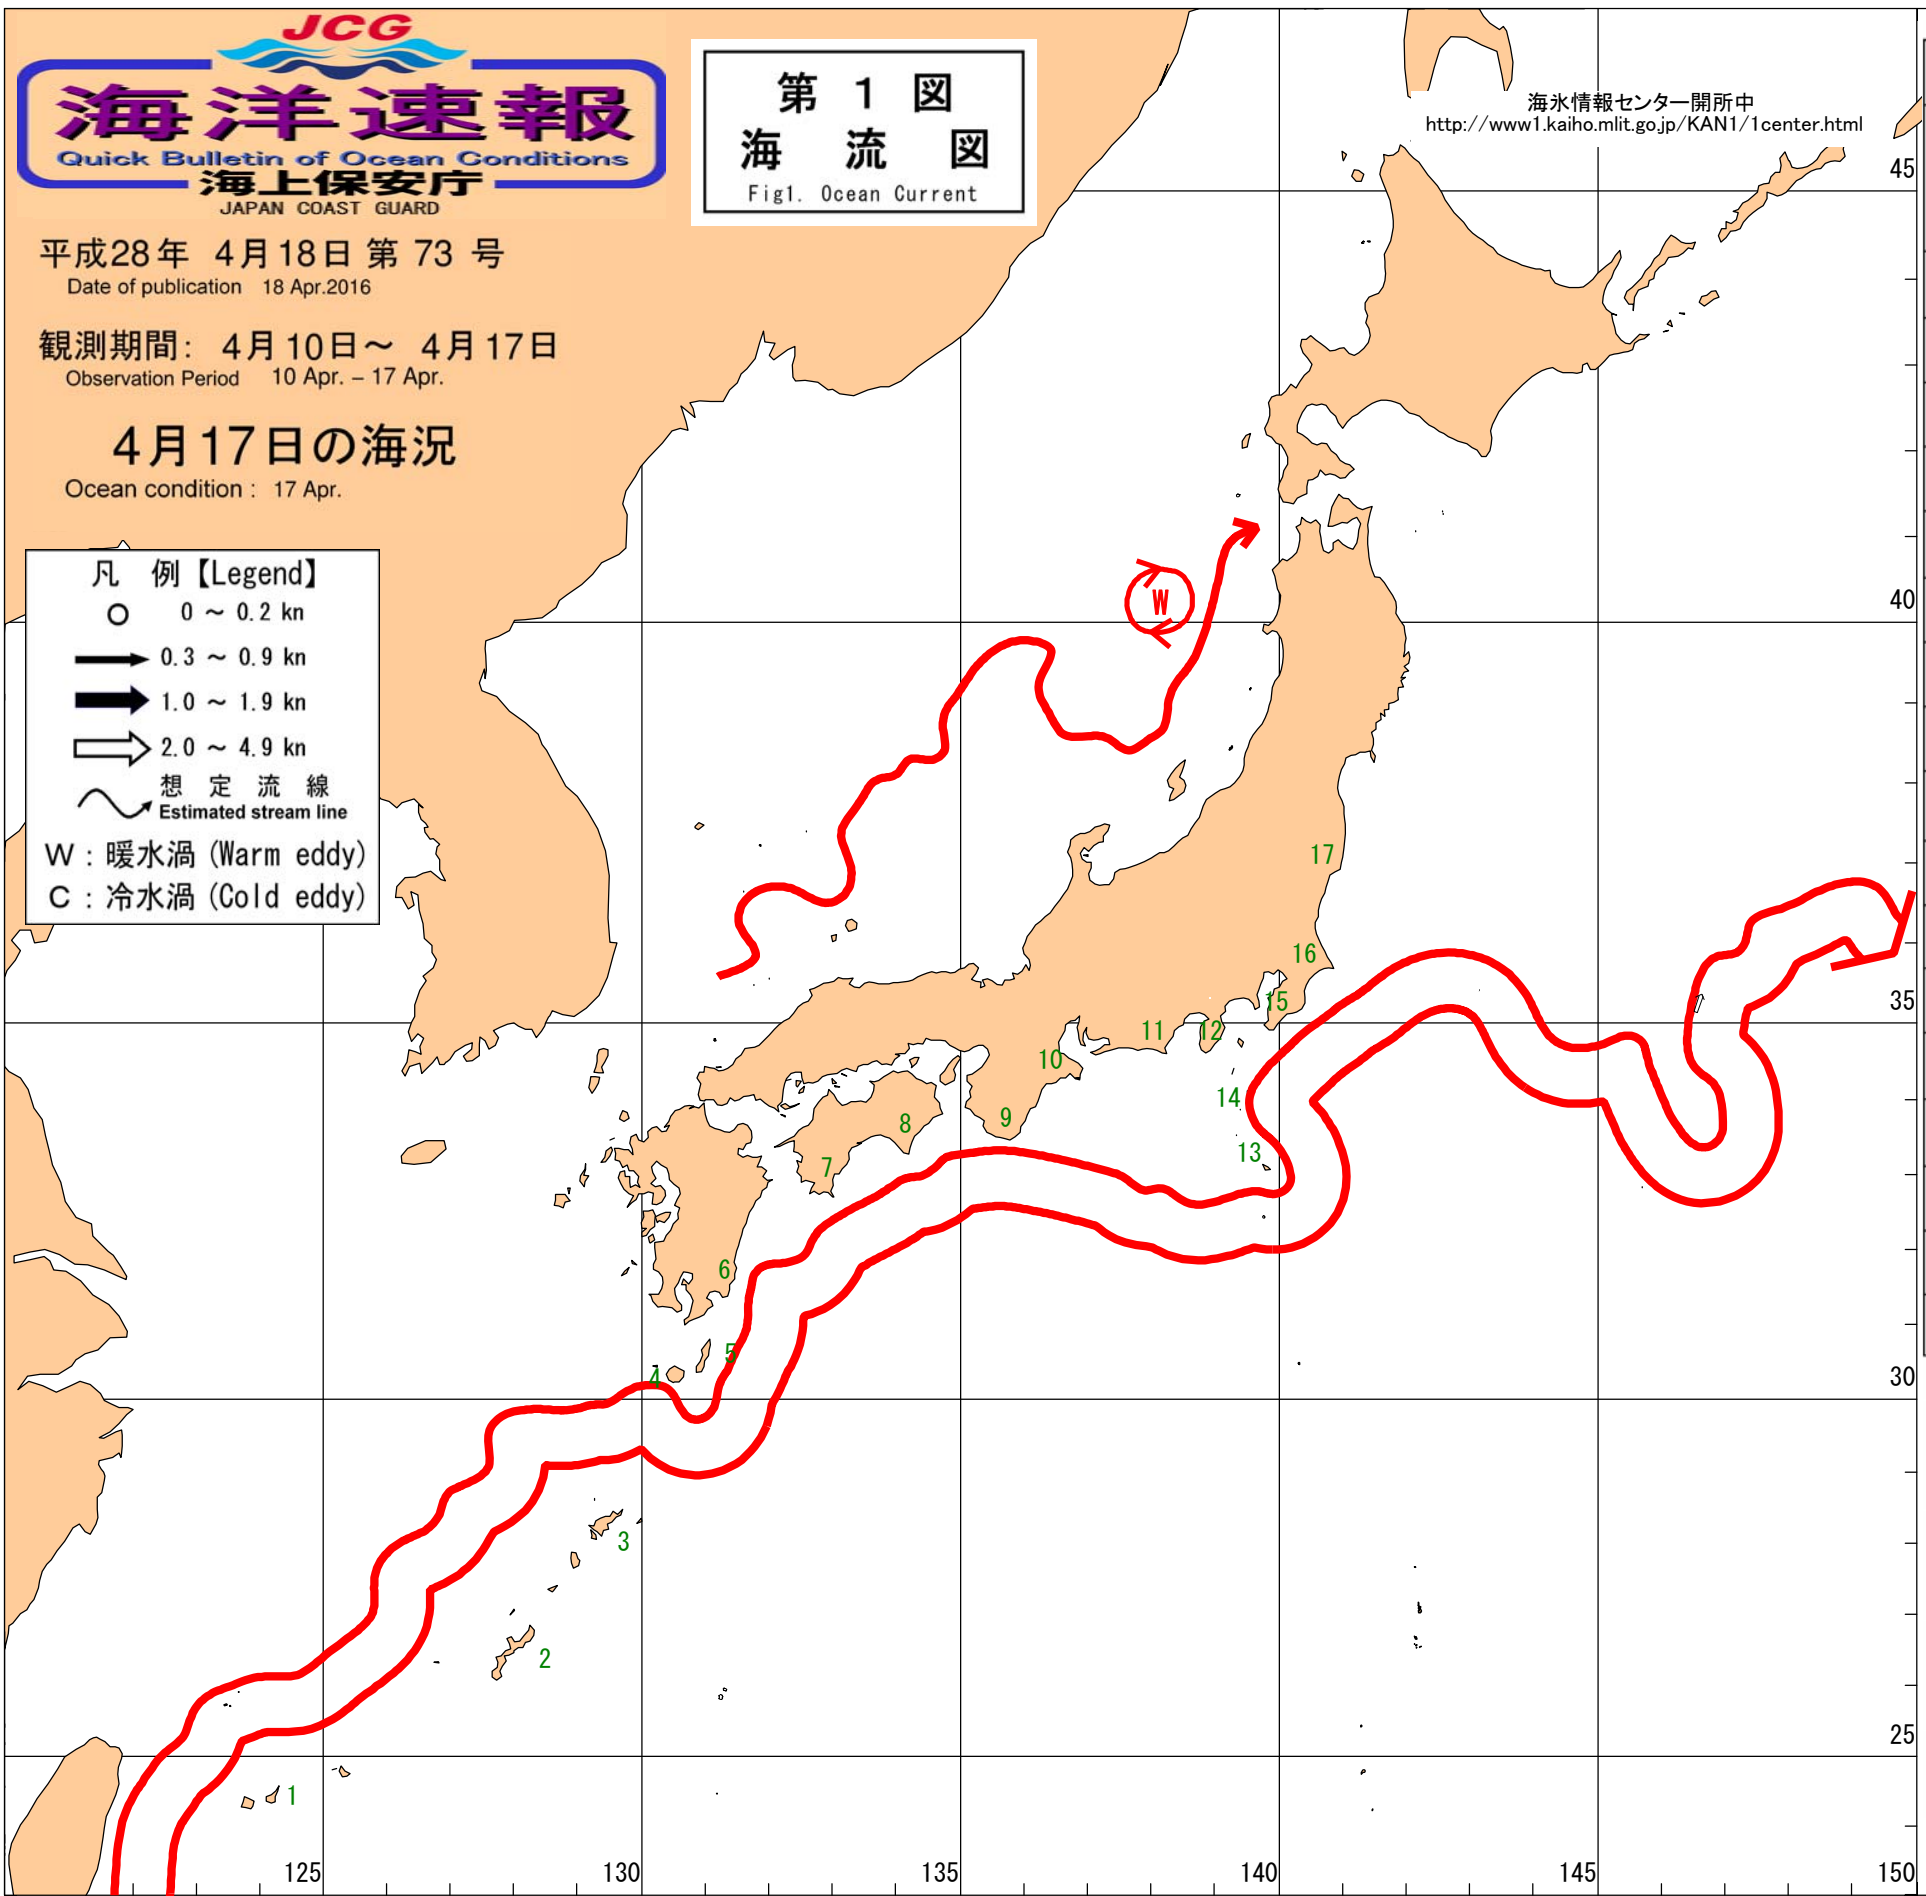 JCG
海洋速報
Quick Bulletin of Ocean Conditions
海上保安庁
JAPAN COAST GUARD
平成28年 4月18日 第 73 号
Date of publication 18 Apr.2016
観測期間: 4月10日～ 4月17日
Observation Period 10 Apr. – 17 Apr.
4月17日の海況
Ocean condition : 17 Apr.
第 1 図
海 流 図
Fig1. Ocean Current
海氷情報センター開所中
http://www1.kaiho.mlit.go.jp/KAN1/1center.html
凡 例【Legend】
0 ～ 0.2 kn
0.3 ～ 0.9 kn
1.0 ～ 1.9 kn
2.0 ～ 4.9 kn
想 定 流 線
Estimated stream line
W : 暖水渦 (Warm eddy)
C : 冷水渦 (Cold eddy)
W
45
40
35
30
25
17
16
15
12
11
10
14
9
8
13
7
6
5
4
3
2
1
125
130
135
140
145
150